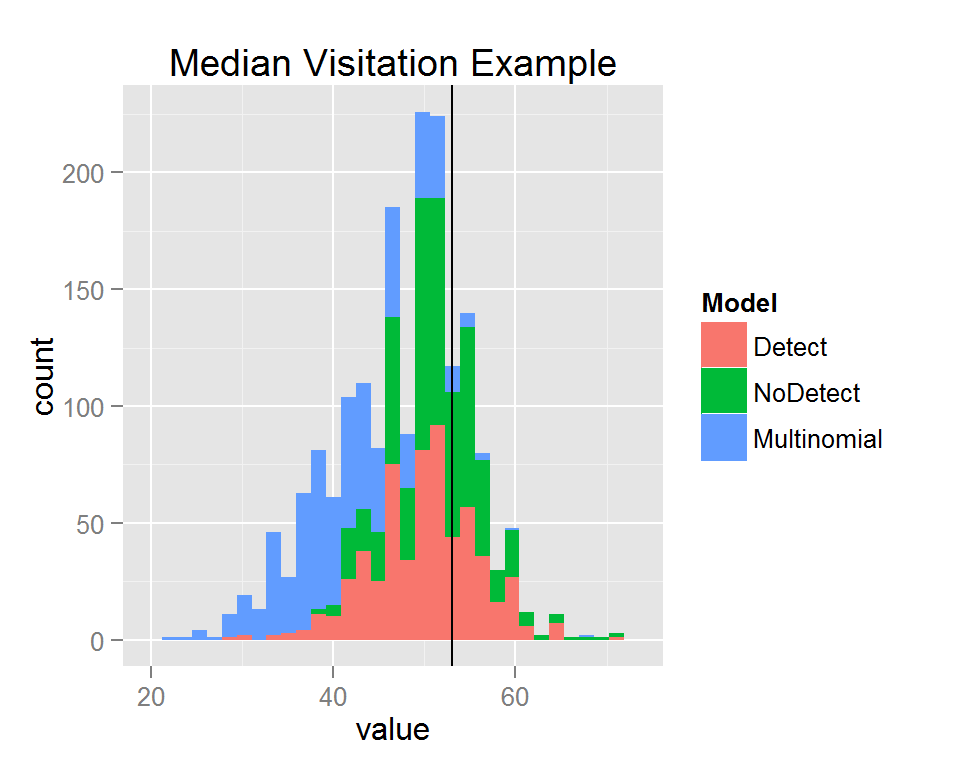 Median Visitation Example
200
150
100
50
0
count
20 40 60
value
Model
Detect
NoDetect
Multinomial